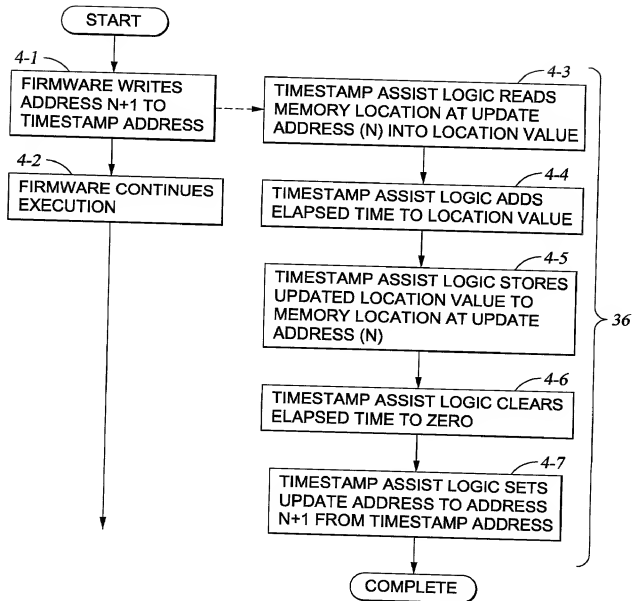 START
4-1
FIRMWARE WRITES
ADDRESS N+1 TO
TIMESTAMP ADDRESS
4-2
FIRMWARE CONTINUES
EXECUTION
4-3
TIMESTAMP ASSIST LOGIC READS
MEMORY LOCATION AT UPDATE
ADDRESS (N) INTO LOCATION VALUE
4-4
TIMESTAMP ASSIST LOGIC ADDS
ELAPSED TIME TO LOCATION VALUE
4-5
TIMESTAMP ASSIST LOGIC STORES
UPDATED LOCATION VALUE TO
MEMORY LOCATION AT UPDATE
ADDRESS (N)
36
4-6
TIMESTAMP ASSIST LOGIC CLEARS
ELAPSED TIME TO ZERO
4-7
TIMESTAMP ASSIST LOGIC SETS
UPDATE ADDRESS TO ADDRESS
N+1 FROM TIMESTAMP ADDRESS
COMPLETE